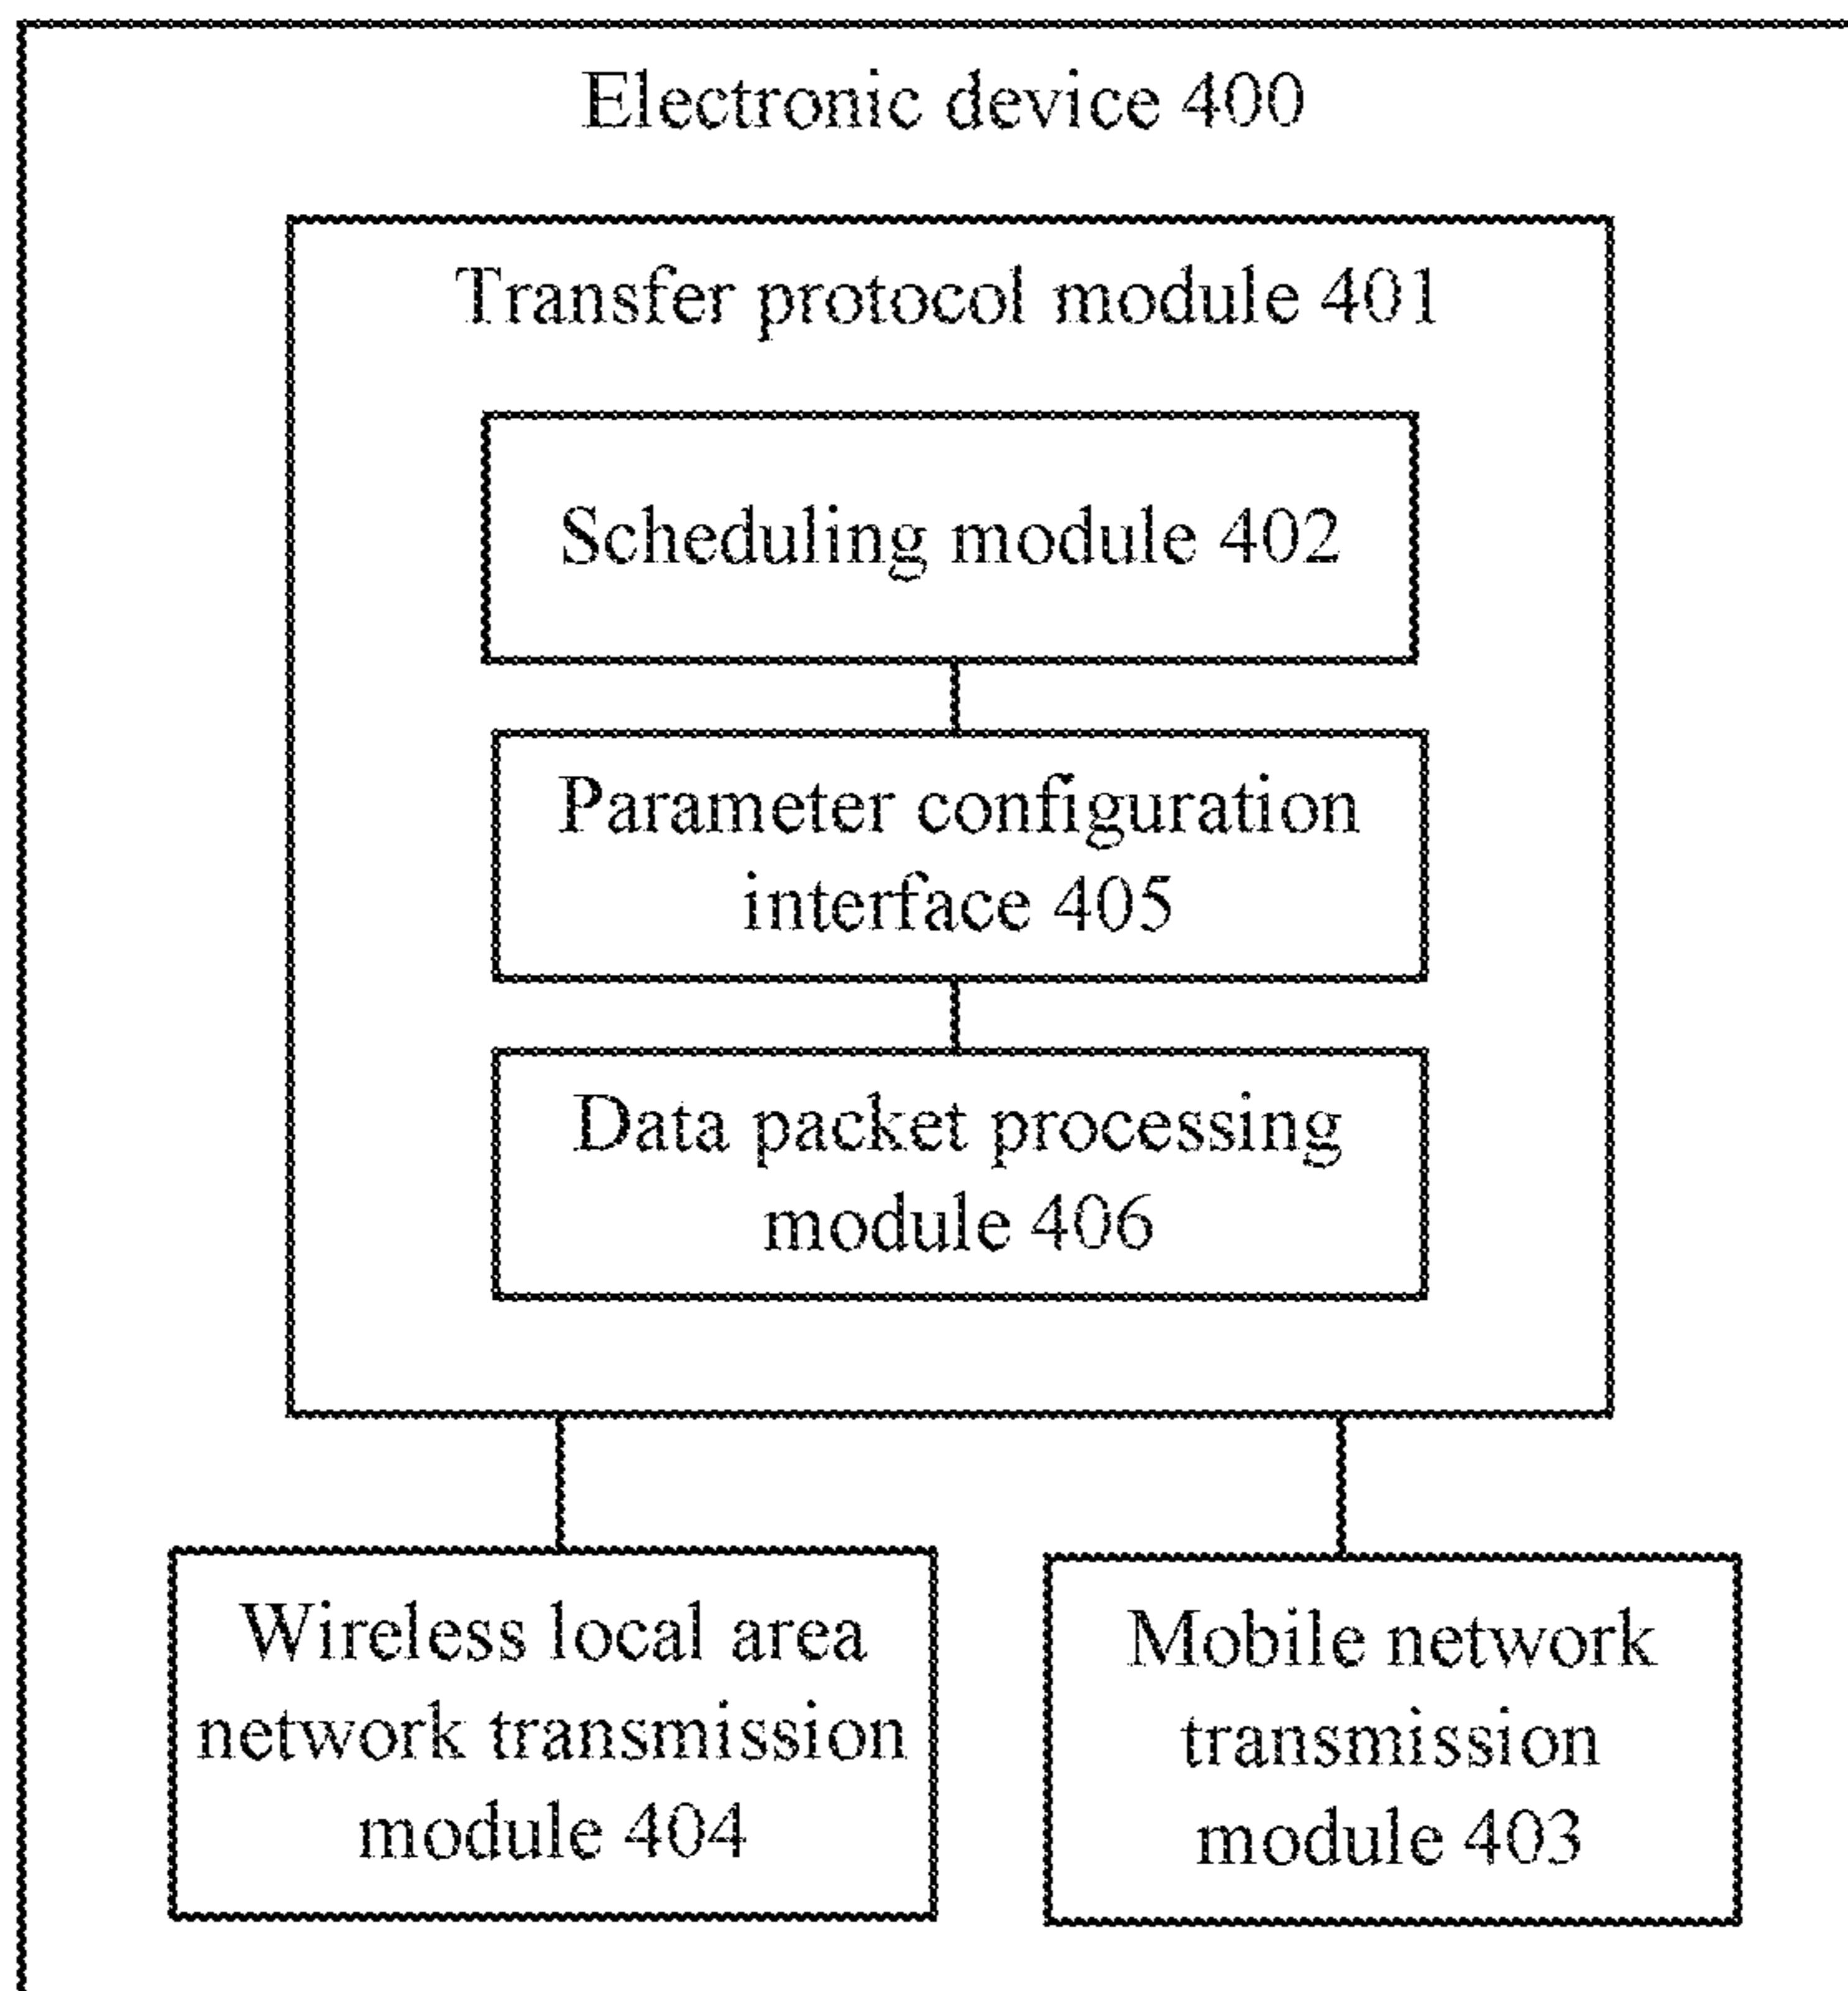 Electronic device 400
Transfer protocol module 401
Scheduling module 402
Parameter configuration
interface 405
Data packet processing
module 406
Wireless local area
network transmission
module 404
Mobile network
transmission
module 403